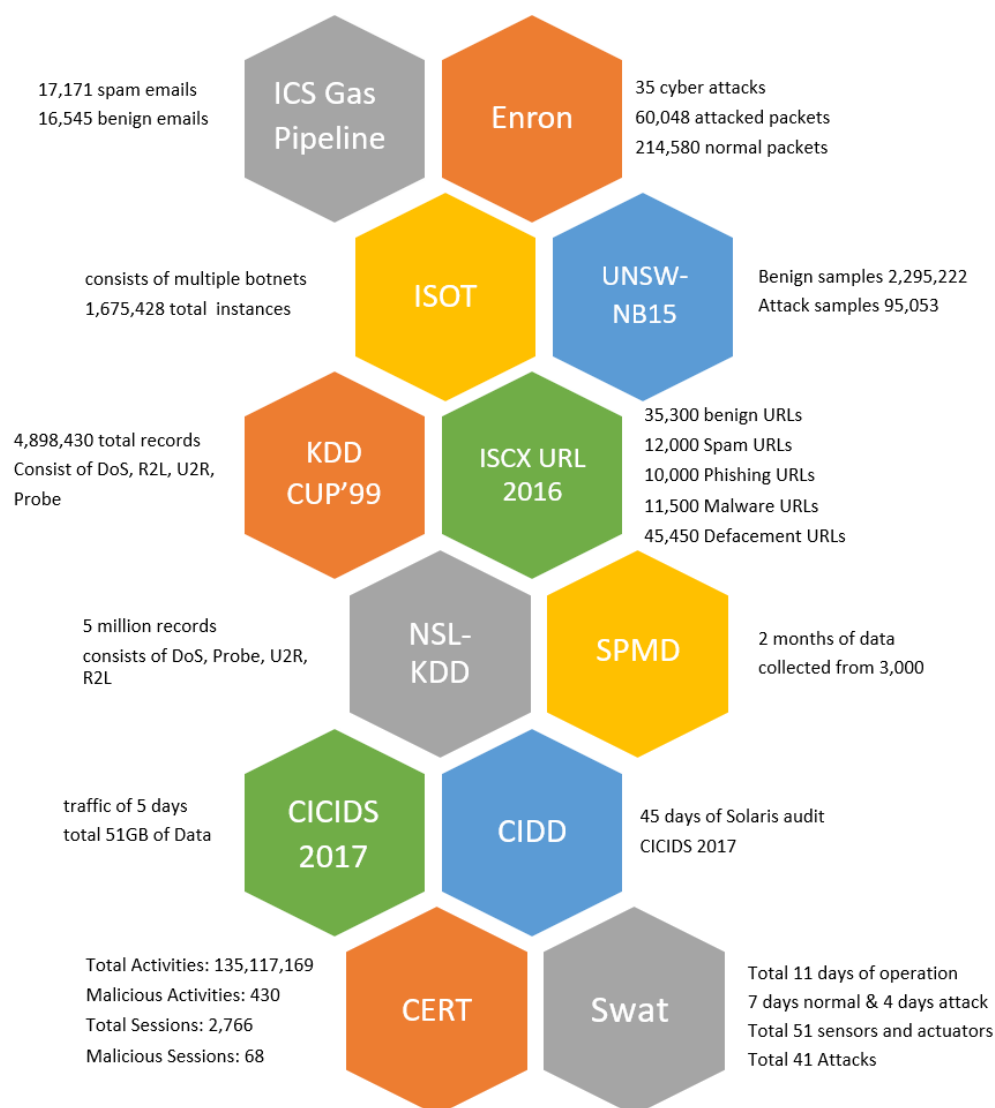 17,171 spam emails
16,545 benign emails
ICS Gas
Pipeline
Enron
35 cyber attacks
60,048 attacked packets
214,580 normal packets
consists of multiple botnets
1,675,428 total instances
ISOT
UNSW-
NB15
Benign samples 2,295,222
Attack samples 95,053
4,898,430 total records
Consist of DoS, R2L, U2R,
Probe
KDD
CUP’99
ISCX URL
2016
35,300 benign URLs
12,000 Spam URLs
10,000 Phishing URLs
11,500 Malware URLs
45,450 Defacement URLs
5 million records
consists of DoS, Probe, U2R,
R2L
NSL-
KDD
SPMD
2 months of data
collected from 3,000
traffic of 5 days
total 51GB of Data
CICIDS
2017
CIDD
45 days of Solaris audit
CICIDS 2017
Total Activities: 135,117,169
Malicious Activities: 430
Total Sessions: 2,766
Malicious Sessions: 68
CERT
Swat
Total 11 days of operation
7 days normal & 4 days attack
Total 51 sensors and actuators
Total 41 Attacks